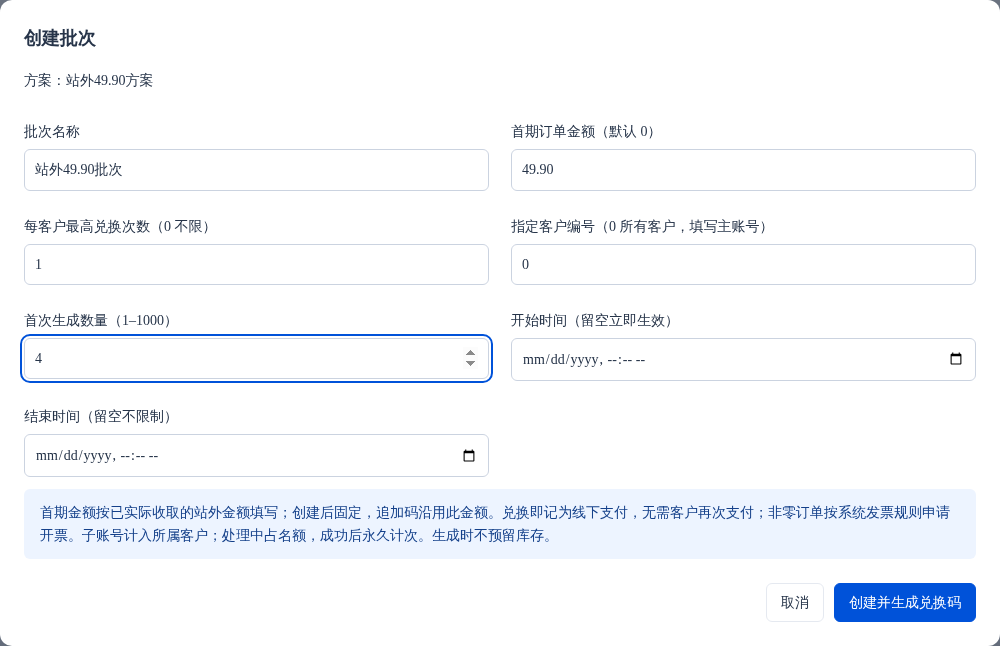 创建批次
方案：站外49.90方案
批次名称
首期订单金额（默认 0）
站外49.90批次
49.90
每客户最高兑换次数（0 不限）
指定客户编号（0 所有客户，填写主账号）
1
0
首次生成数量（1–1000）
开始时间（留空立即生效）
4
mm/dd/yyyy, --:-- --
结束时间（留空不限制）
mm/dd/yyyy, --:-- --
首期金额按已实际收取的站外金额填写；创建后固定，追加码沿用此金额。兑换即记为线下支付，无需客户再次支付；非零订单按系统发票规则申请
开票。子账号计入所属客户；处理中占名额，成功后永久计次。生成时不预留库存。
取消
创建并生成兑换码